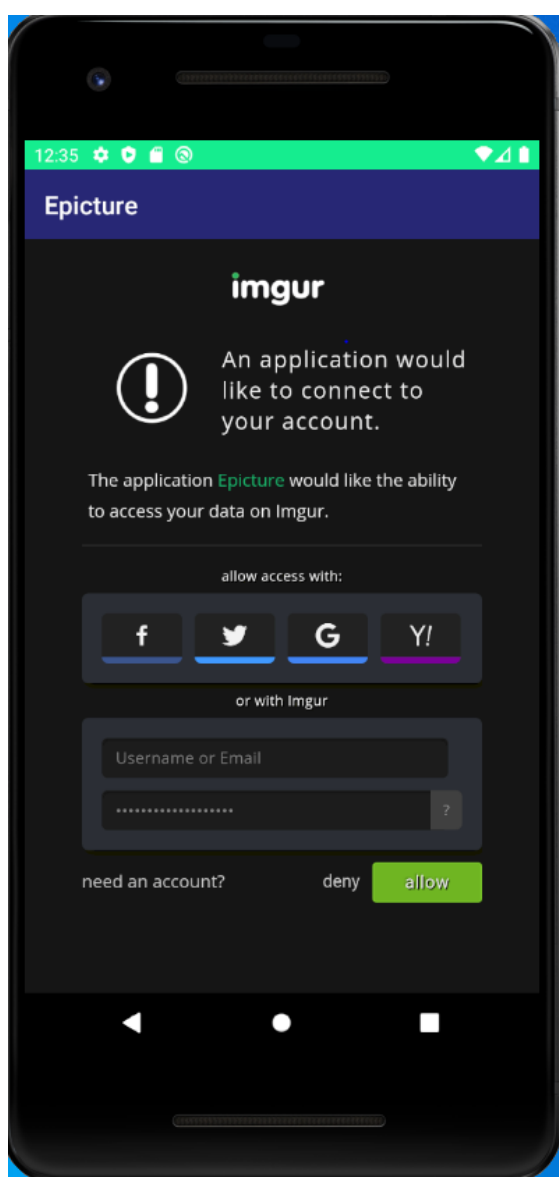 12:35
Epicture
imgur
An application would
like to connect to
your account.
The application Epicture would like the ability
to access your data on Imgur.
allow access with:
f G Y!
or with Imgur
Username or Email
•••••••••••••••••••
?
need an account? deny allow